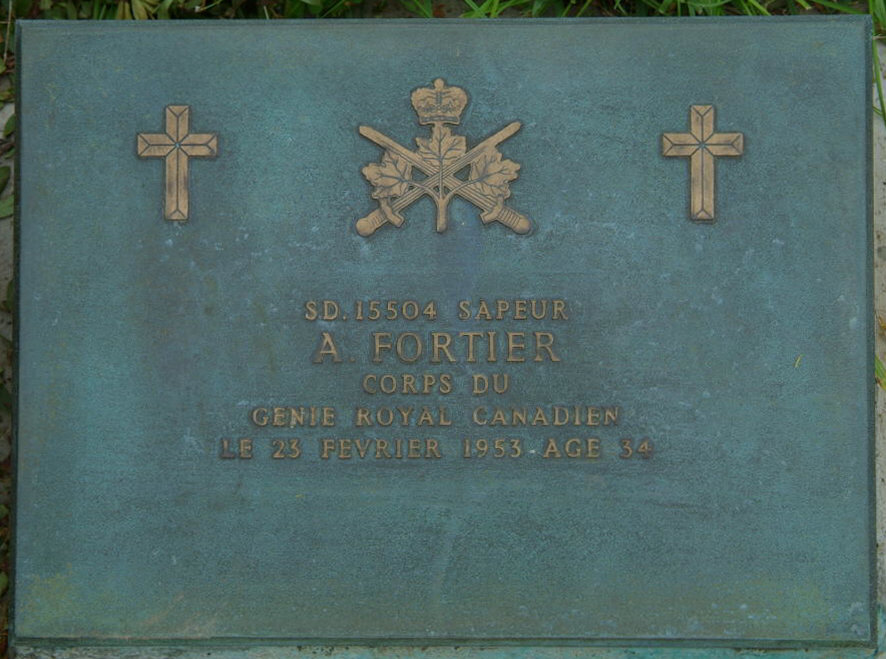 SD.15504 SAPEUR
A. FORTIER
CORPS DU
GENIE ROYAL CANADIEN
LE 23 FEVRIER 1953 AGE 34